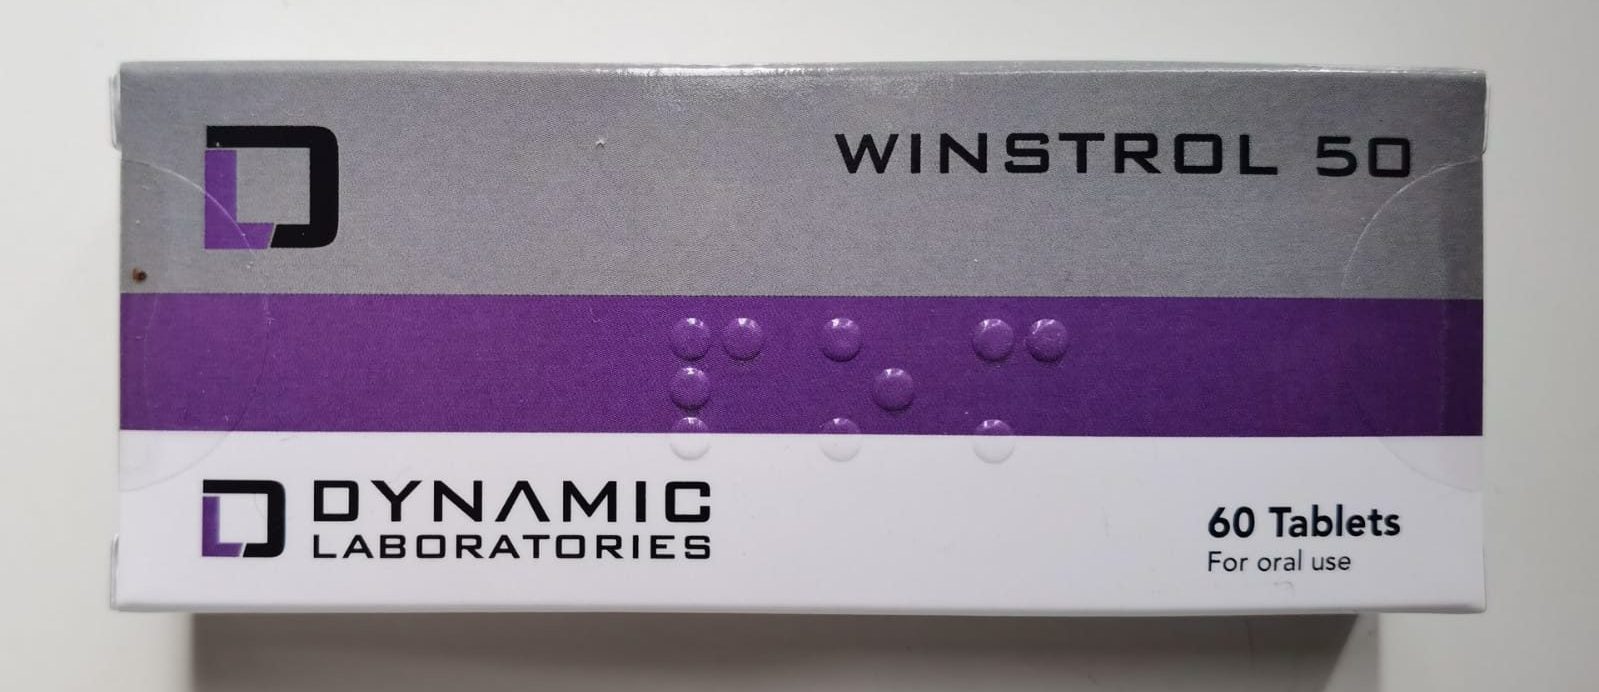 WINSTROL 50
⠏⠕⠍
DYNAMIC
LABORATORIES
60 Tablets
For oral use